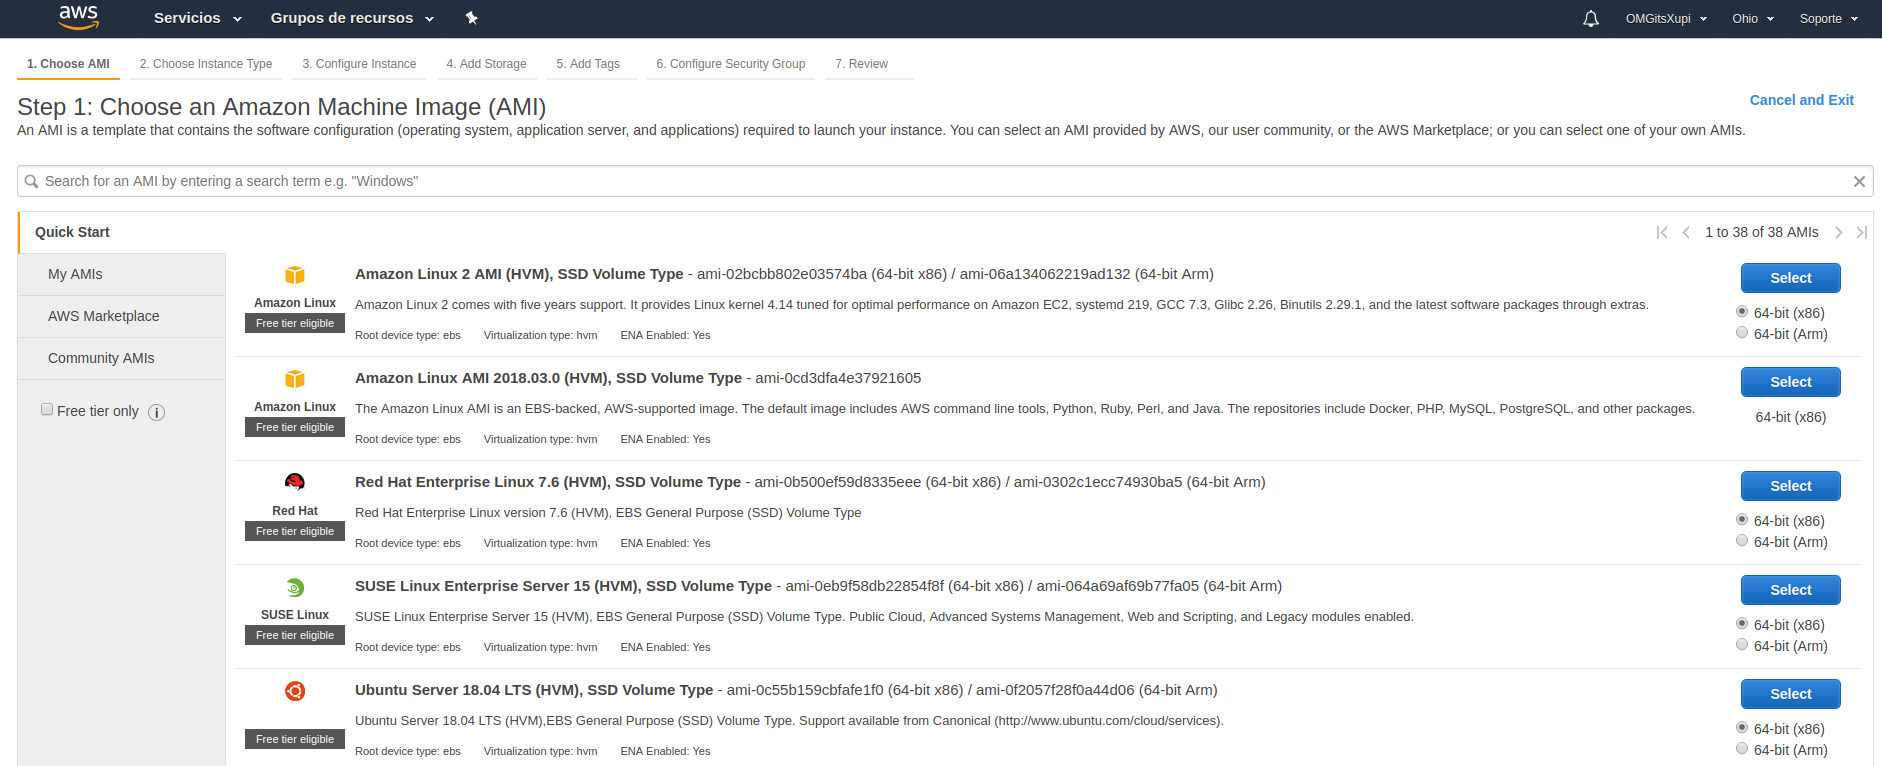 aws Servicios Grupos de recursos OMGitsXupi Ohio Soporte
1. Choose AMI 2. Choose Instance Type 3. Configure Instance 4. Add Storage 5. Add Tags 6. Configure Security Group 7. Review
Step 1: Choose an Amazon Machine Image (AMI) Cancel and Exit
An AMI is a template that contains the software configuration (operating system, application server, and applications) required to launch your instance. You can select an AMI provided by AWS, our user community, or the AWS Marketplace; or you can select one of your own AMIs.
Search for an AMI by entering a search term e.g. "Windows"
Quick Start
My AMIs
AWS Marketplace
Community AMIs
Free tier only
1 to 38 of 38 AMIs
Amazon Linux
Free tier eligible
Amazon Linux 2 AMI (HVM), SSD Volume Type - ami-02bcbb802e03574ba (64-bit x86) / ami-06a134062219ad132 (64-bit Arm)
Amazon Linux 2 comes with five years support. It provides Linux kernel 4.14 tuned for optimal performance on Amazon EC2, systemd 219, GCC 7.3, Glibc 2.26, Binutils 2.29.1, and the latest software packages through extras.
Root device type: ebs Virtualization type: hvm ENA Enabled: Yes
Select
64-bit (x86)
64-bit (Arm)
Amazon Linux
Free tier eligible
Amazon Linux AMI 2018.03.0 (HVM), SSD Volume Type - ami-0cd3dfa4e37921605
The Amazon Linux AMI is an EBS-backed, AWS-supported image. The default image includes AWS command line tools, Python, Ruby, Perl, and Java. The repositories include Docker, PHP, MySQL, PostgreSQL, and other packages.
Root device type: ebs Virtualization type: hvm ENA Enabled: Yes
Select
64-bit (x86)
Red Hat
Free tier eligible
Red Hat Enterprise Linux 7.6 (HVM), SSD Volume Type - ami-0b500ef59d8335eee (64-bit x86) / ami-0302c1ecc74930ba5 (64-bit Arm)
Red Hat Enterprise Linux version 7.6 (HVM), EBS General Purpose (SSD) Volume Type
Root device type: ebs Virtualization type: hvm ENA Enabled: Yes
Select
64-bit (x86)
64-bit (Arm)
SUSE Linux
Free tier eligible
SUSE Linux Enterprise Server 15 (HVM), SSD Volume Type - ami-0eb9f58db22854f8f (64-bit x86) / ami-064a69af69b77fa05 (64-bit Arm)
SUSE Linux Enterprise Server 15 (HVM), EBS General Purpose (SSD) Volume Type. Public Cloud, Advanced Systems Management, Web and Scripting, and Legacy modules enabled.
Root device type: ebs Virtualization type: hvm ENA Enabled: Yes
Select
64-bit (x86)
64-bit (Arm)
Free tier eligible
Ubuntu Server 18.04 LTS (HVM), SSD Volume Type - ami-0c55b159cbfafe1f0 (64-bit x86) / ami-0f2057f28f0a44d06 (64-bit Arm)
Ubuntu Server 18.04 LTS (HVM),EBS General Purpose (SSD) Volume Type. Support available from Canonical (http://www.ubuntu.com/cloud/services).
Root device type: ebs Virtualization type: hvm ENA Enabled: Yes
Select
64-bit (x86)
64-bit (Arm)